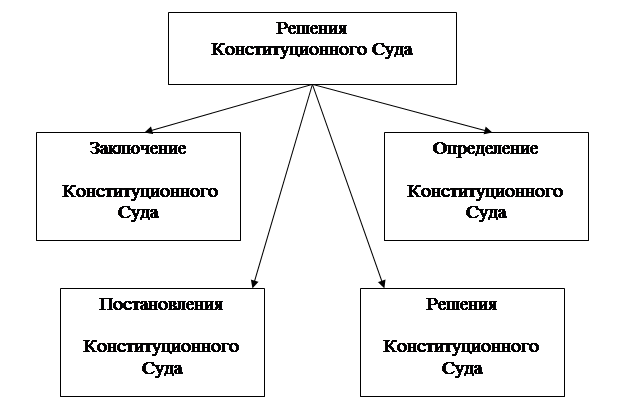 Решения
Конституционного Суда
Заключение
Конституционного
Суда
Определение
Конституционного
Суда
Постановления
Конституционного
Суда
Решения
Конституционного
Суда